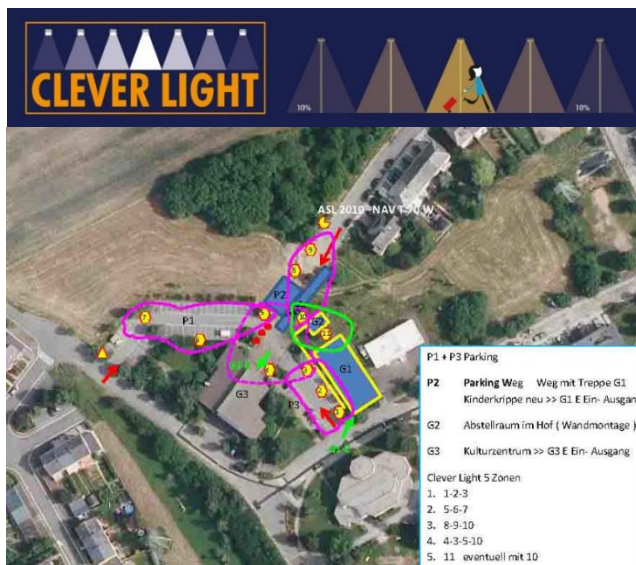 CLEVER LIGHT
10%
10%
ASL 2019 NAV T 90 W
P2
P1
G2
G1
G3
P3
P1 + P3 Parking
P2 Parking Weg Weg mit Treppe G1
Kinderkrippe neu >> G1 E Ein- Ausgan
G2 Abstellraum im Hof ( Wandmontage )
G3 Kulturzentrum >> G3 E Ein- Ausgang
Clever Light 5 Zonen
1. 1-2-3
2. 5-6-7
3. 8-9-10
4. 4-3-5-10
5. 11 eventuell mit 10